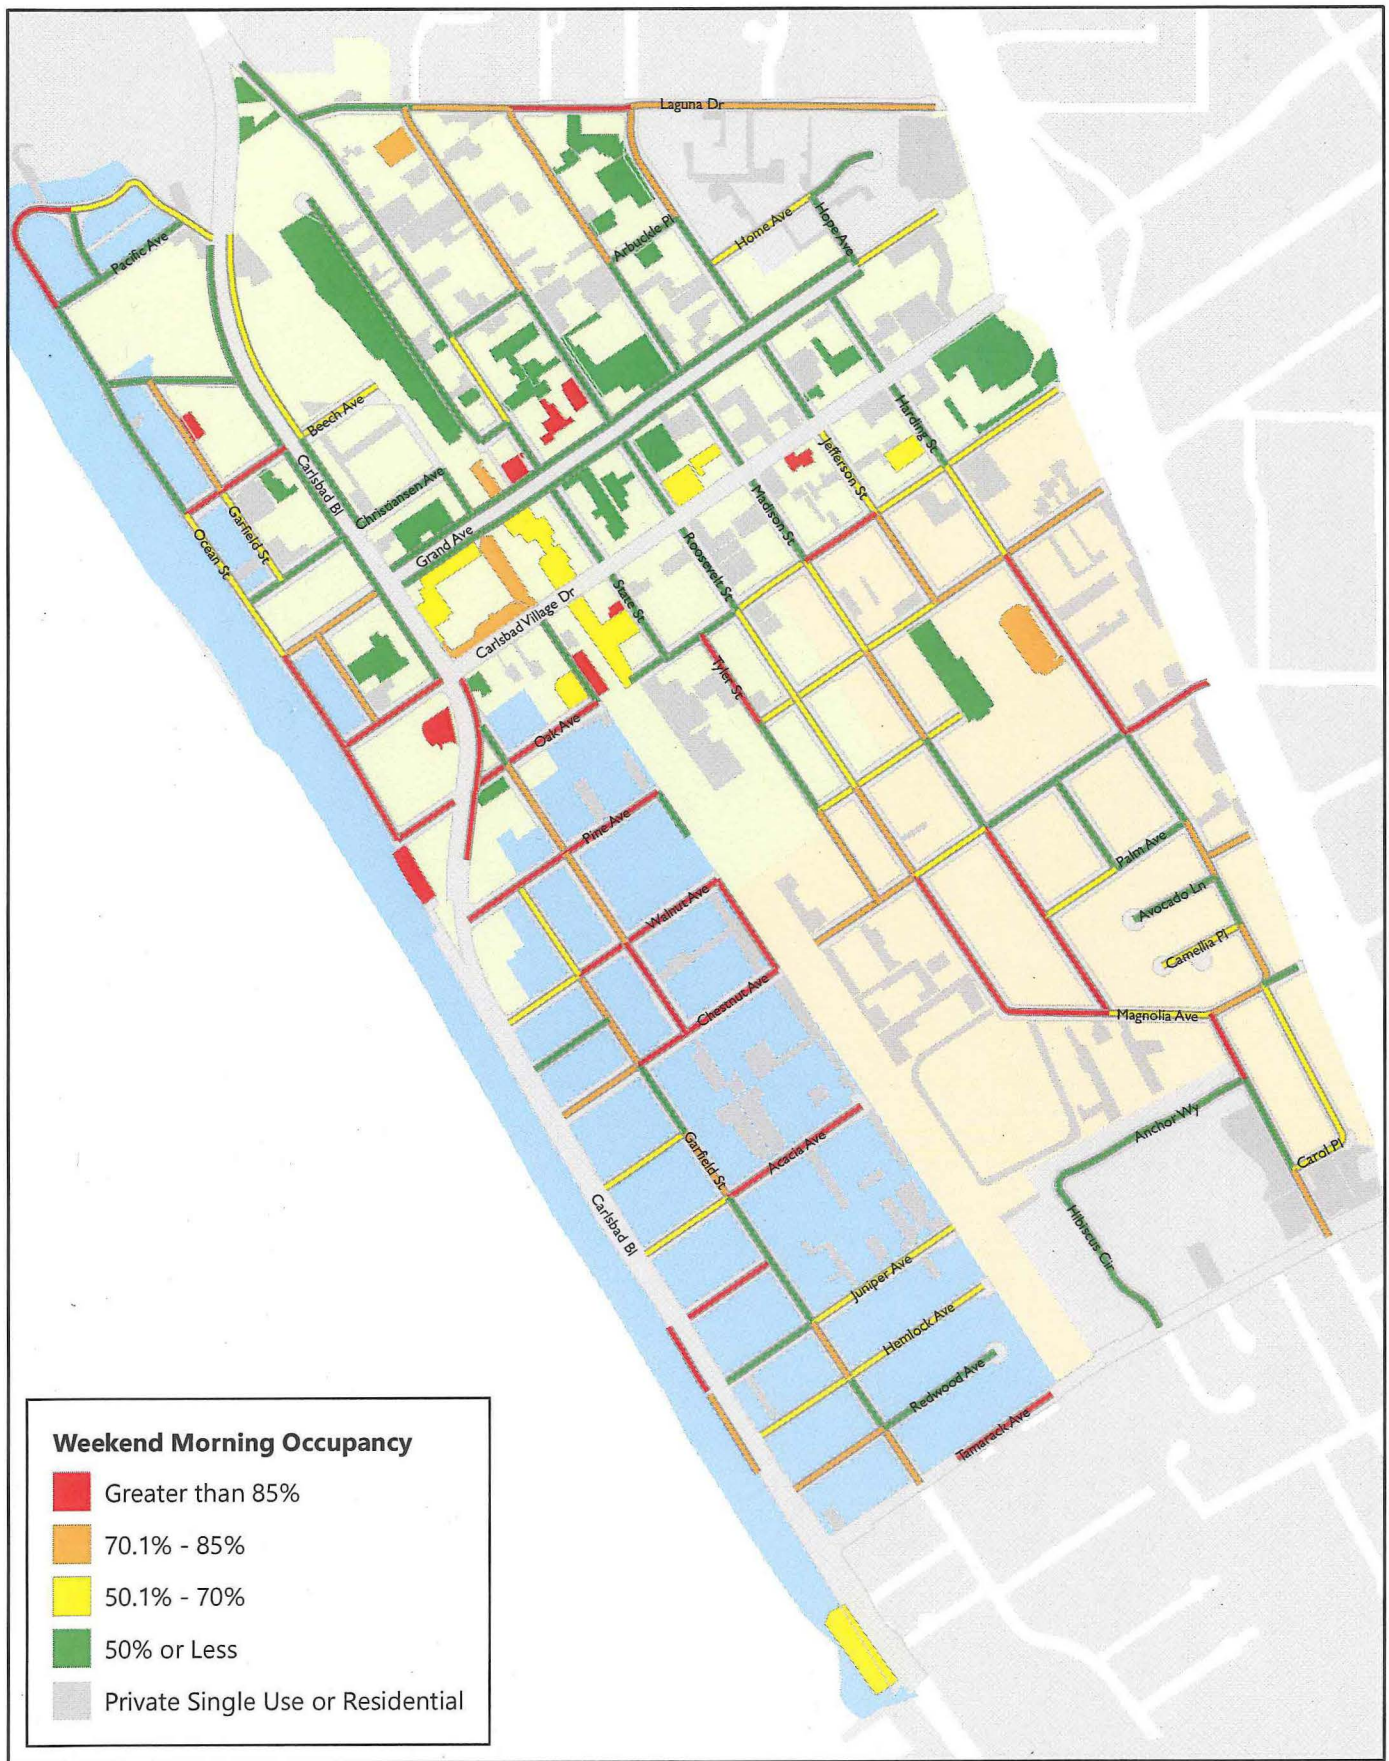 Laguna Dr
Arbuckle Pl
Home Ave
Hope Ave
Pacific Ave
Beech Ave
Carlsbad Bl
Christiansen Ave
Grand Ave
Garfield St
Ocean St
Harding St
Jefferson St
Madison St
Roosevelt St
State St
Carlsbad Village Dr
Tyler St
Oak Ave
Pine Ave
Palm Ave
Walnut Ave
Avocado Ln
Camellia Pl
Chestnut Ave
Magnolia Ave
Anchor Wy
Carol Pl
Garfield St
Acacia Ave
Carlsbad Bl
Hibiscus Cir
Juniper Ave
Hemlock Ave
Redwood Ave
Tamarack Ave
Weekend Morning Occupancy
Greater than 85%
70.1% - 85%
50.1% - 70%
50% or Less
Private Single Use or Residential